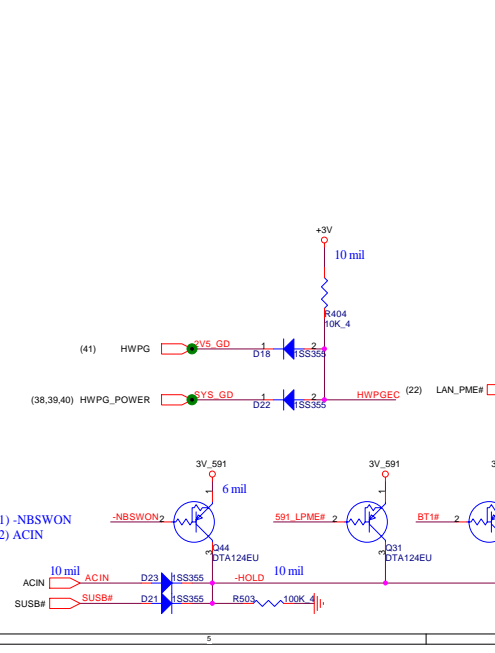 +3V
10 mil
R404
10K_4
(41) HWPG 2V5_GD 1 2
D18 1SS355
(38,39,40) HWPG_POWER SYS_GD 1 2 HWPGEC (22) LAN_PME#
D22 1SS355
3V_591 3V_591 3
1 6 mil 1
1) -NBSWON -NBSWON 2 591_LPME# 2 BT1# 2
2) ACIN
3 Q44 3 Q31
DTA124EU DTA124EU
10 mil 10 mil
ACIN ACIN D23 1SS355 -HOLD
SUSB# SUSB# D21 1SS355 R503 100K_4
5